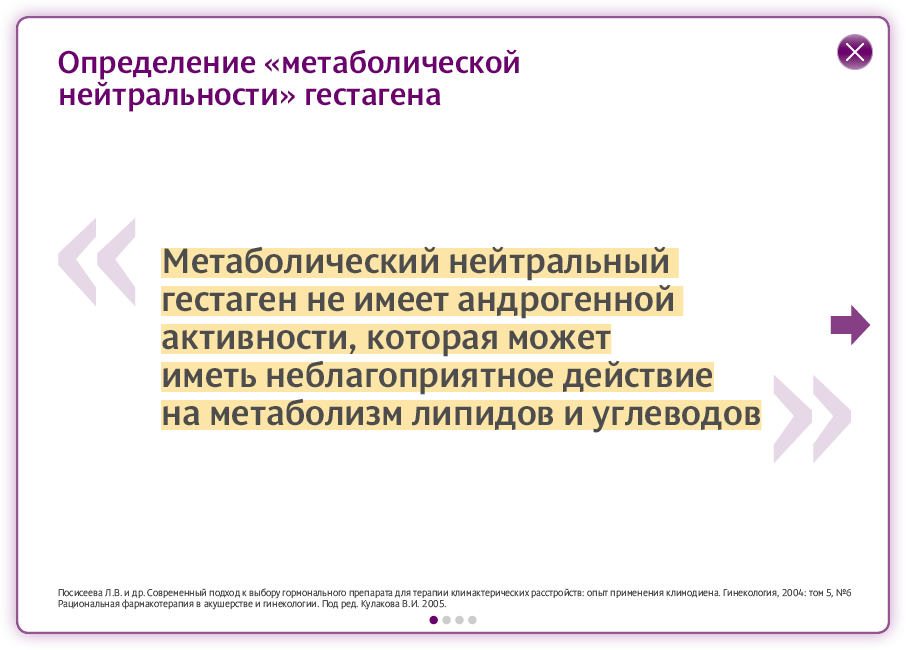 Определение «метаболической
нейтральности» гестагена
« Метаболический нейтральный
гестаген не имеет андрогенной
активности, которая может
иметь неблагоприятное действие
на метаболизм липидов и углеводов »
Посисеева Л.В. и др. Современный подход к выбору гормонального препарата для терапии климактерических расстройств: опыт применения климодиена. Гинекология, 2004: том 5, №6
Рациональная фармакотерапия в акушерстве и гинекологии. Под ред. Кулакова В.И. 2005.